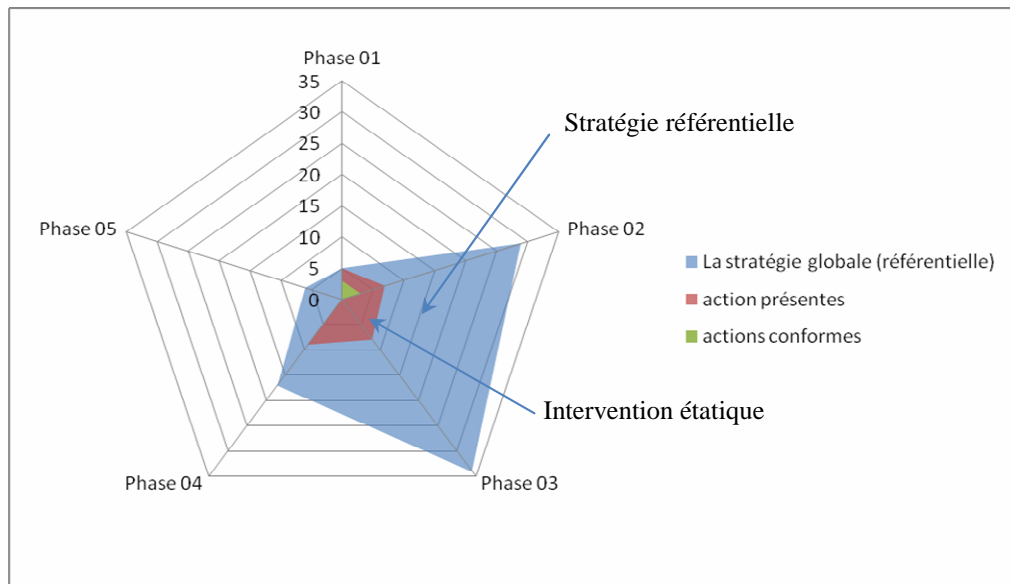 Phase 01
35
30
25
20
15
10
5
0
Stratégie référentielle
Phase 02
Phase 05
La stratégie globale (référentielle)
action présentes
actions conformes
Intervention étatique
Phase 04
Phase 03